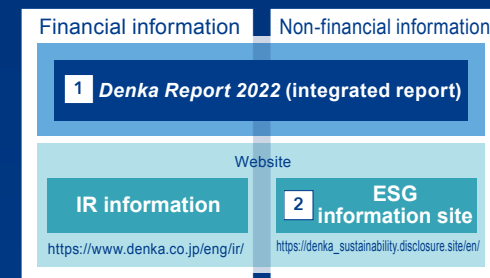 Financial information
Non-financial information
1 Denka Report 2022 (integrated report)
Website
IR information
2 ESG
information site
https://www.denka.co.jp/eng/ir/
https://denka_sustainability.disclosure.site/en/